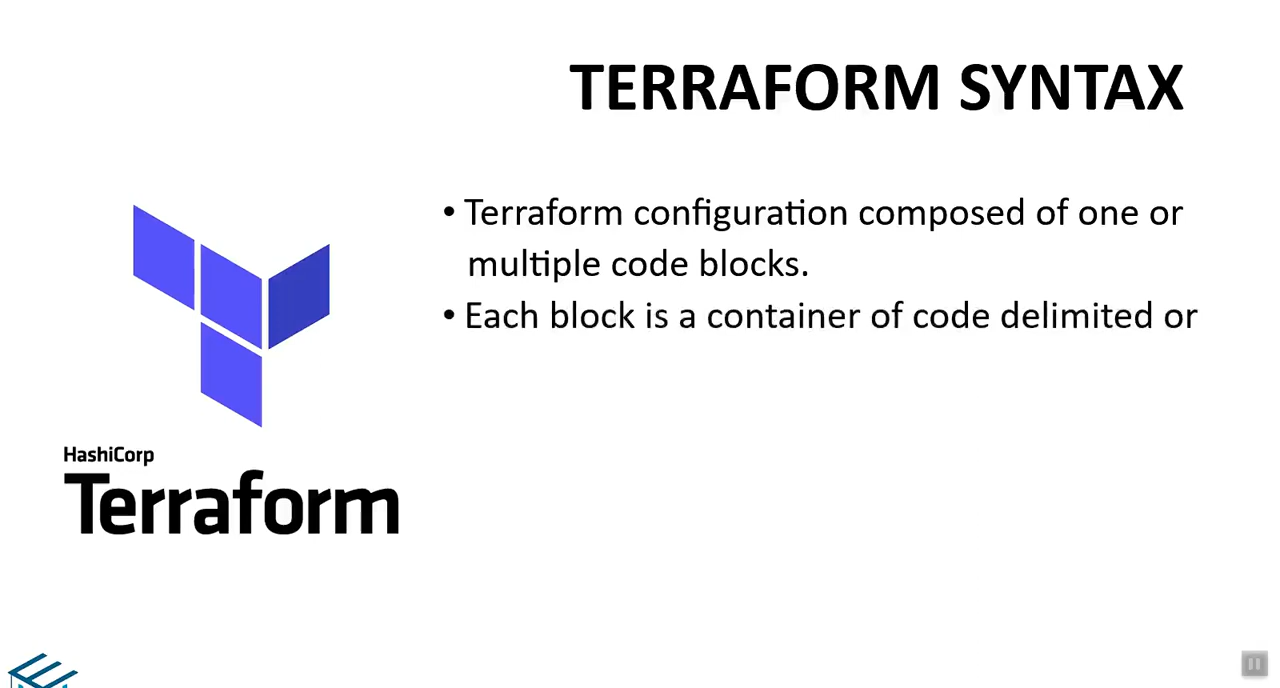 TERRAFORM SYNTAX
• Terraform configuration composed of one or
multiple code blocks.
• Each block is a container of code delimited or
HashiCorp
Terraform